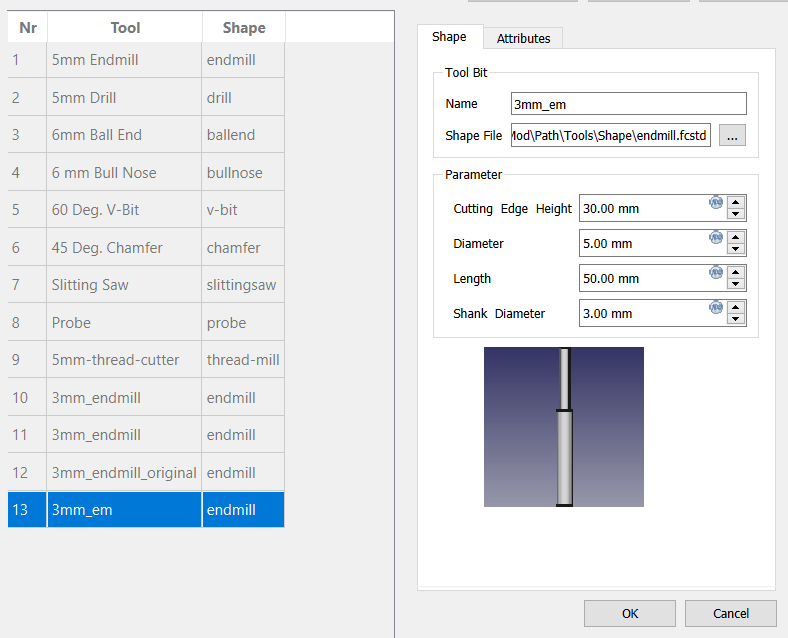 Nr Tool Shape
1 5mm Endmill endmill
2 5mm Drill drill
3 6mm Ball End ballend
4 6 mm Bull Nose bullnose
5 60 Deg. V-Bit v-bit
6 45 Deg. Chamfer chamfer
7 Slitting Saw slittingsaw
8 Probe probe
9 5mm-thread-cutter thread-mill
10 3mm_endmill endmill
11 3mm_endmill endmill
12 3mm_endmill_original endmill
13 3mm_em endmill
Shape Attributes
Tool Bit
Name 3mm_em
Shape File Mod\Path\Tools\Shape\endmill.fcstd ...
Parameter
Cutting Edge Height 30.00 mm
Diameter 5.00 mm
Length 50.00 mm
Shank Diameter 3.00 mm
OK Cancel